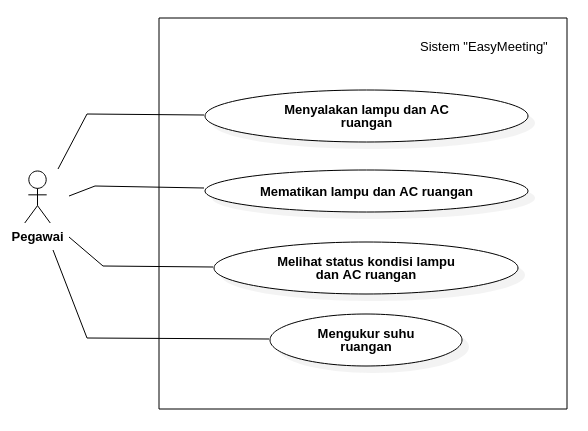 Sistem "EasyMeeting"
Menyalakan lampu dan AC
ruangan
Mematikan lampu dan AC ruangan
Pegawai
Melihat status kondisi lampu
dan AC ruangan
Mengukur suhu
ruangan